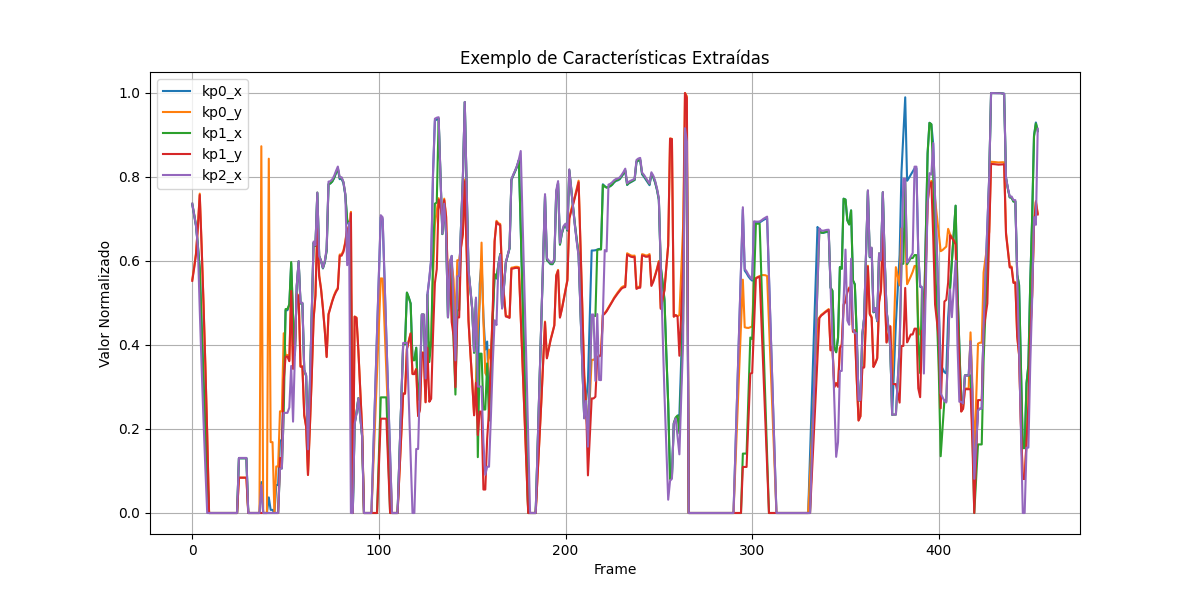 Exemplo de Características Extraídas
kp0_x
kp0_y
kp1_x
kp1_y
kp2_x
Valor Normalizado
1.0
0.8
0.6
0.4
0.2
0.0
0 100 200 300 400
Frame